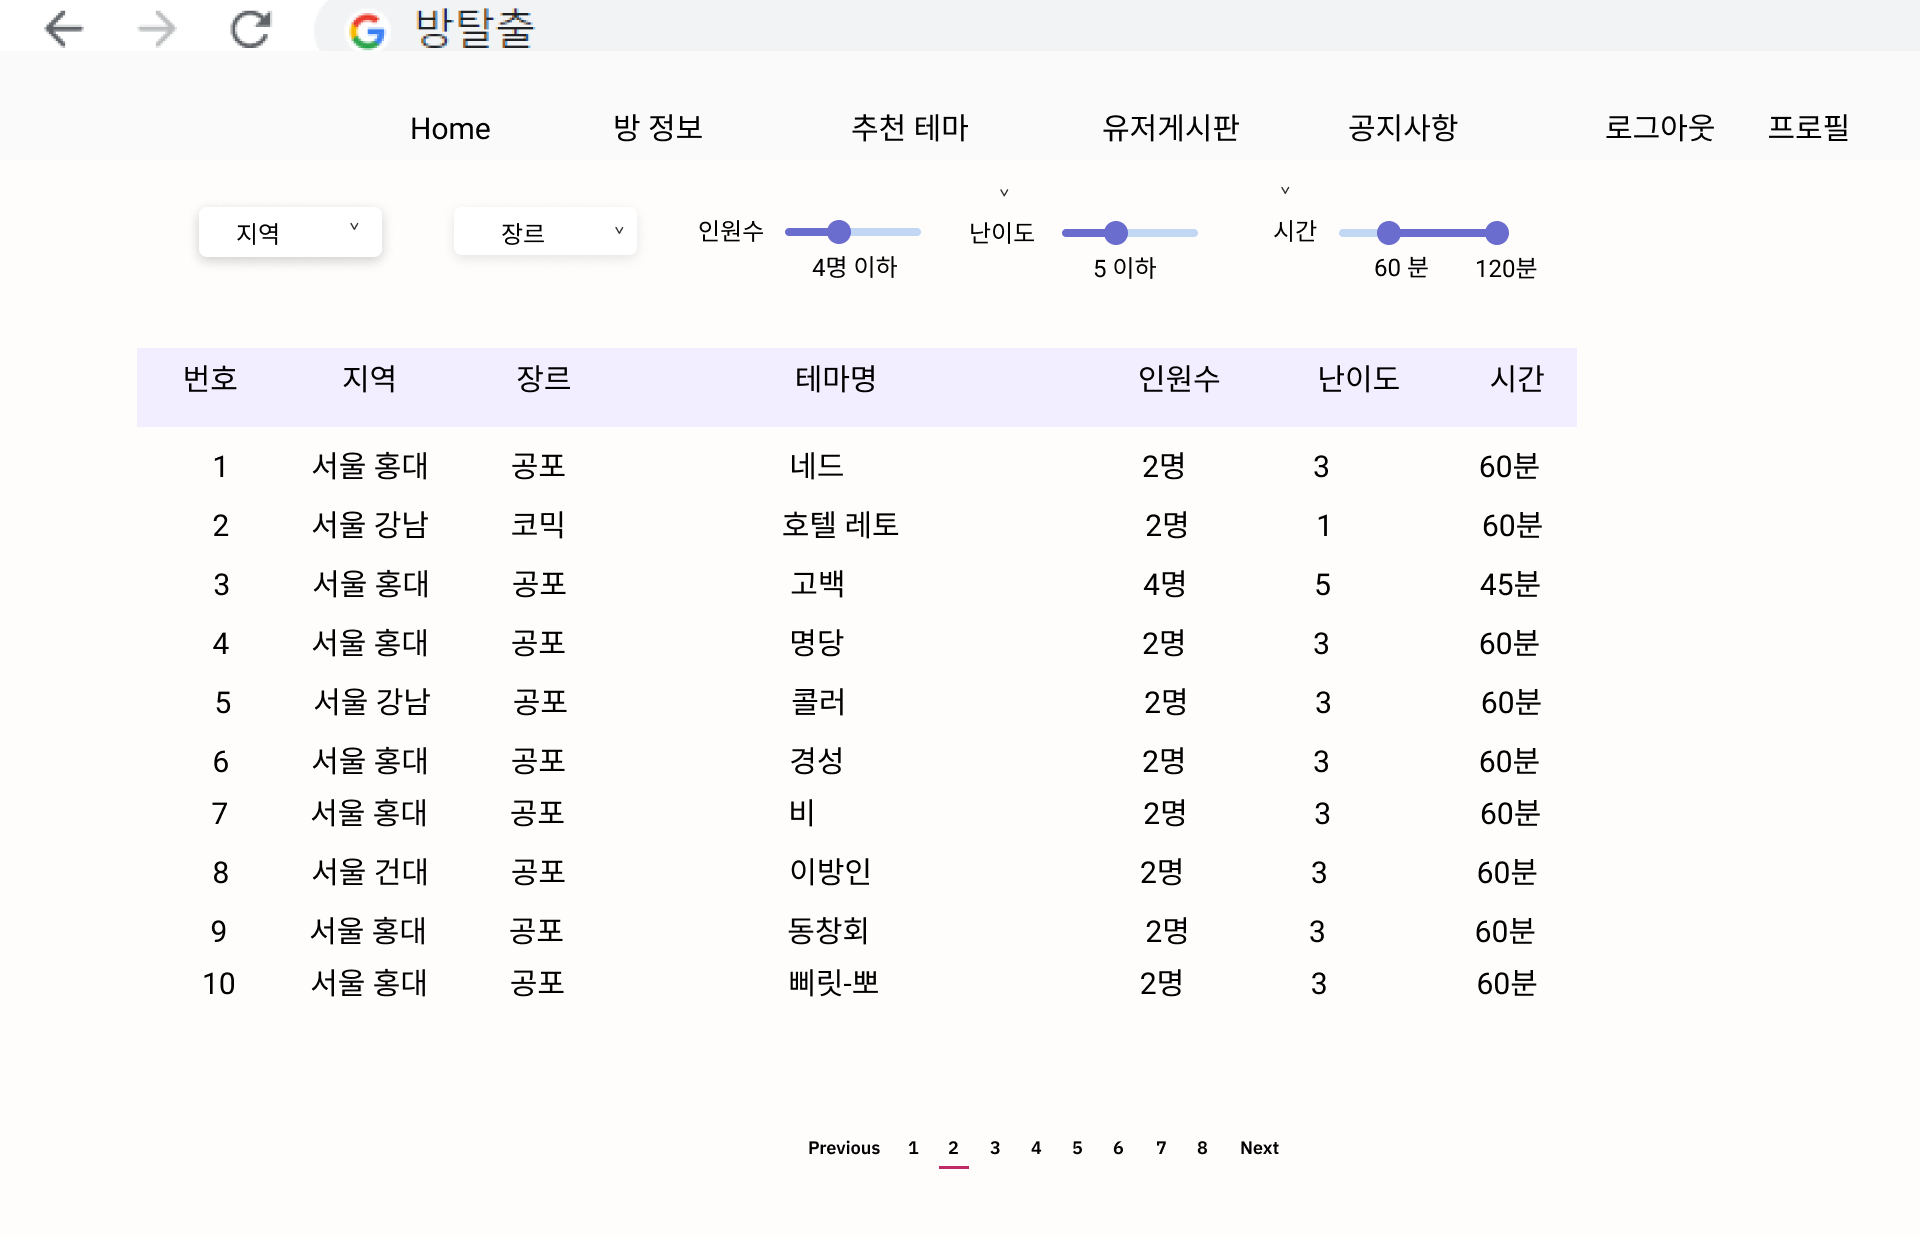 방탈출
Home 방 정보 추천 테마 유저게시판 공지사항 로그아웃 프로필
지역 장르 인원수 난이도 시간
4명 이하 5 이하 60 분 120분
번호 지역 장르 테마명 인원수 난이도 시간
1 서울 홍대 공포 네드 2명 3 60분
2 서울 강남 코믹 호텔 레토 2명 1 60분
3 서울 홍대 공포 고백 4명 5 45분
4 서울 홍대 공포 명당 2명 3 60분
5 서울 강남 공포 콜러 2명 3 60분
6 서울 홍대 공포 경성 2명 3 60분
7 서울 홍대 공포 비 2명 3 60분
8 서울 건대 공포 이방인 2명 3 60분
9 서울 홍대 공포 동창회 2명 3 60분
10 서울 홍대 공포 삐릿-뽀 2명 3 60분
Previous 1 2 3 4 5 6 7 8 Next